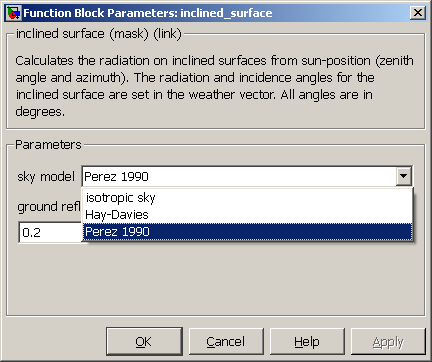 Function Block Parameters: inclined_surface
inclined surface (mask) (link)
Calculates the radiation on inclined surfaces from sun-position (zenith
angle and azimuth). The radiation and incidence angles for the
inclined surface are set in the weather vector. All angles are in
degrees.
Parameters
sky model Perez 1990
isotropic sky
ground Hay-Davies
0.2 Perez 1990
OK Cancel Help Apply